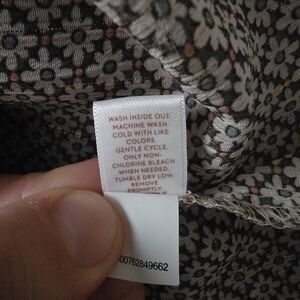 WASH INSIDE OUT.
MACHINE WASH
COLD WITH LIKE
COLORS,
GENTLE CYCLE.
ONLY NON-
CHLORINE BLEACH
WHEN NEEDED.
TUMBLE DRY LOW.
REMOVE
PROMPTLY.
00762849662